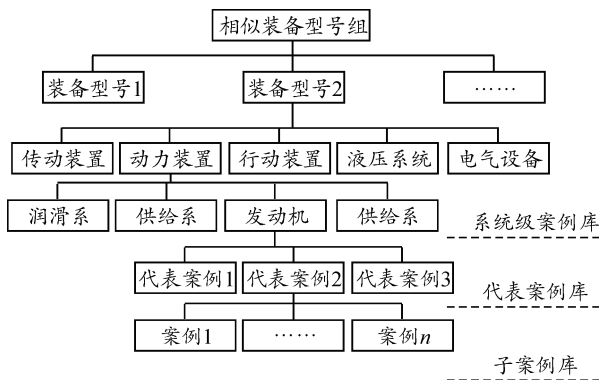 相似装备型号组
装备型号1 装备型号2 ……
传动装置 动力装置 行动装置 液压系统 电气设备
润滑系 供给系 发动机 供给系
系统级案例库
代表案例1 代表案例2 代表案例3
代表案例库
案例1 …… 案例n
子案例库